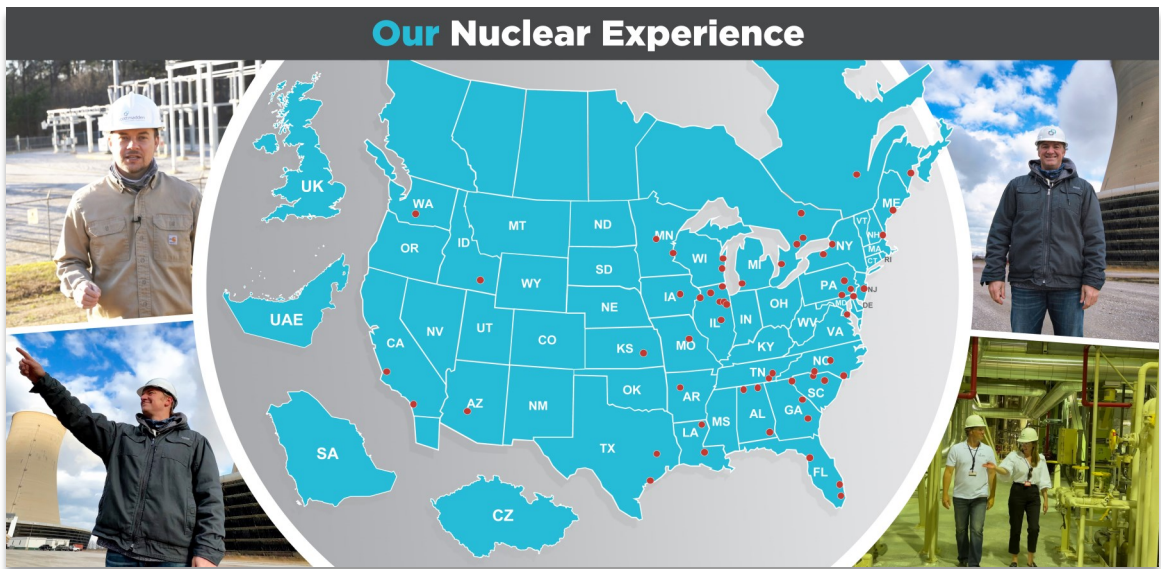 Our Nuclear Experience
UK
UAE
SA
CZ
WA
MT
ND
MN
OR
ID
WY
SD
WI
MI
NY
VT
ME
NH
MA
CT
RI
NV
UT
CO
NE
IA
IL
IN
OH
PA
NJ
MD
DE
CA
KS
MO
KY
WV
VA
AZ
NM
OK
AR
TN
NC
SC
TX
LA
MS
AL
GA
FL